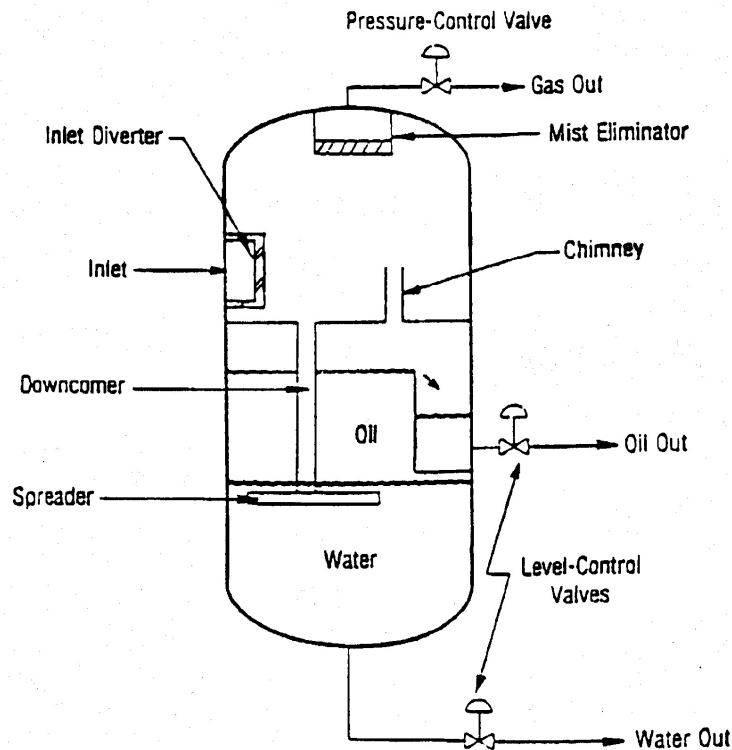 Pressure-Control Valve
Gas Out
Inlet Diverter
Mist Eliminator
Chimney
Inlet
Downcomer
Oil
Oil Out
Spreader
Water
Level-Control
Valves
Water Out